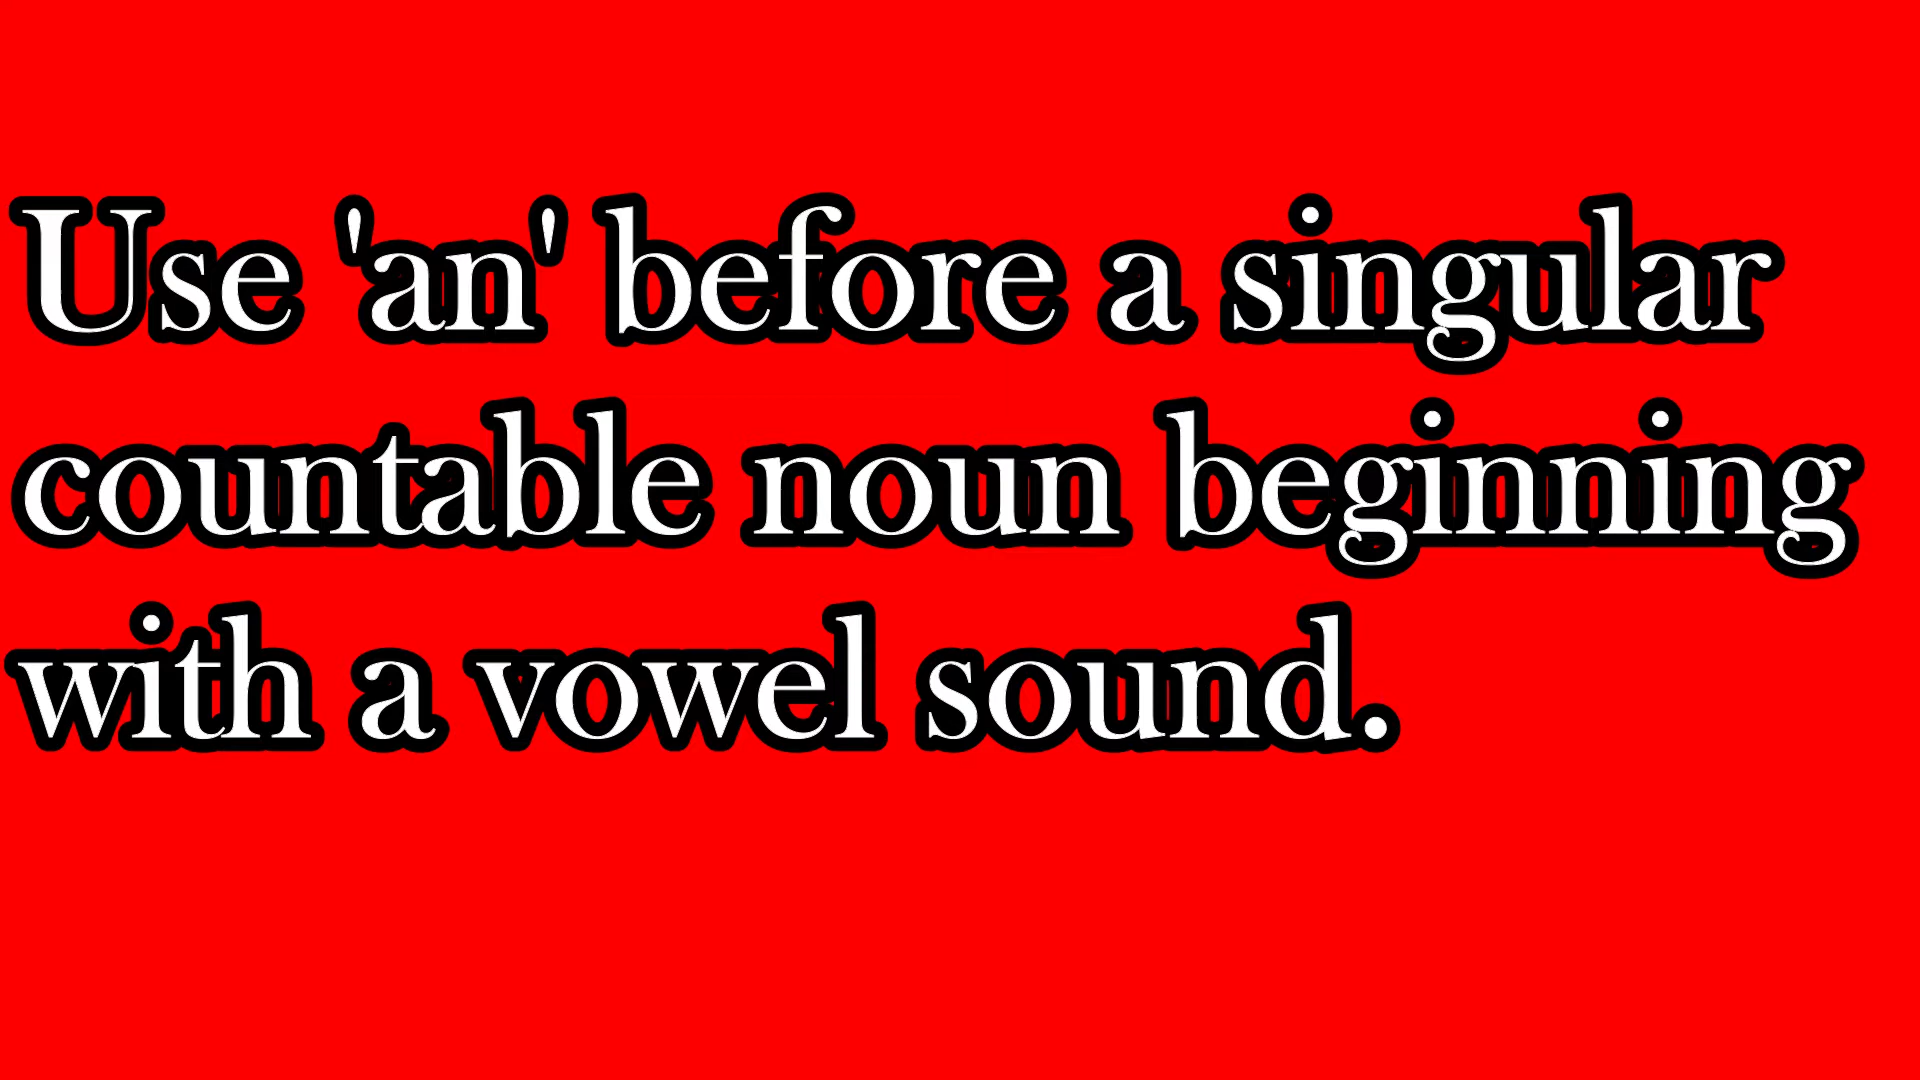 Use 'an' before a singular
countable noun beginning
with a vowel sound.